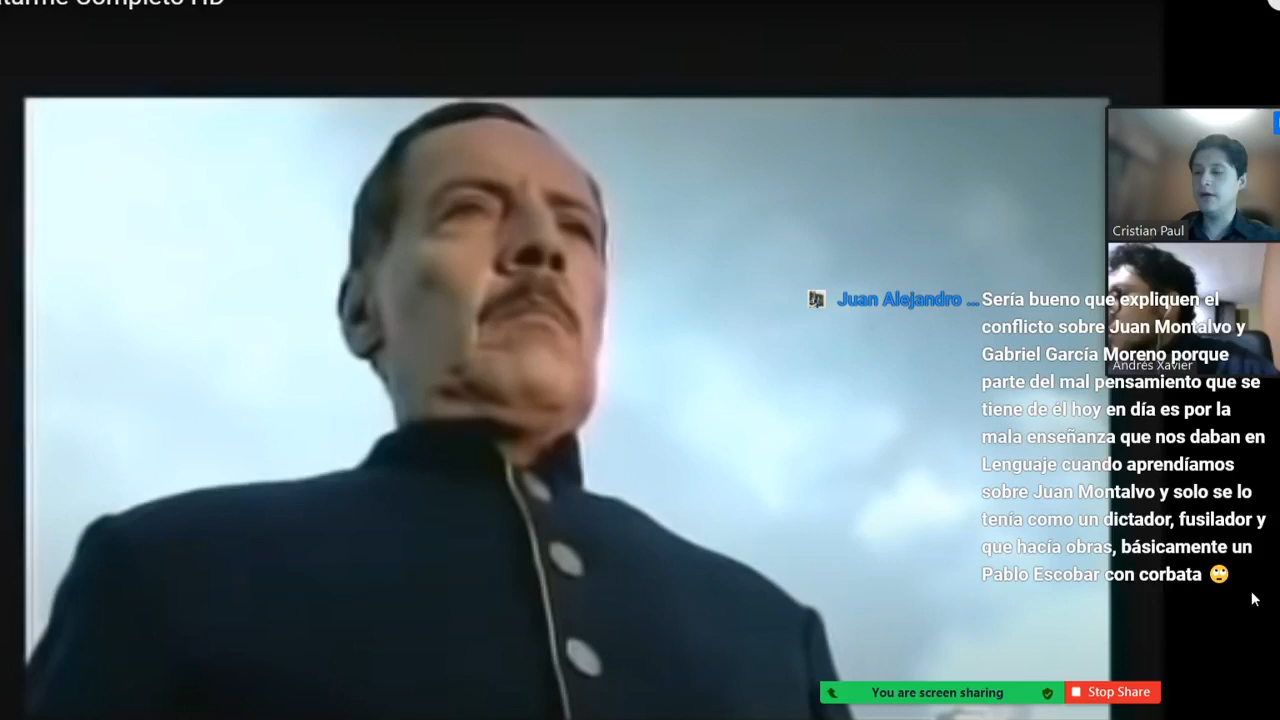 Completo HD
Cristian Paul
Juan Alejandro ... Sería bueno que expliquen el
conflicto sobre Juan Montalvo y
Gabriel García Moreno porque
Andrés Xavier
parte del mal pensamiento que se
tiene de él hoy en día es por la
mala enseñanza que nos daban en
Lenguaje cuando aprendíamos
sobre Juan Montalvo y solo se lo
tenía como un dictador, fusilador y
que hacía obras, básicamente un
Pablo Escobar con corbata 🙄
You are screen sharing
Stop Share